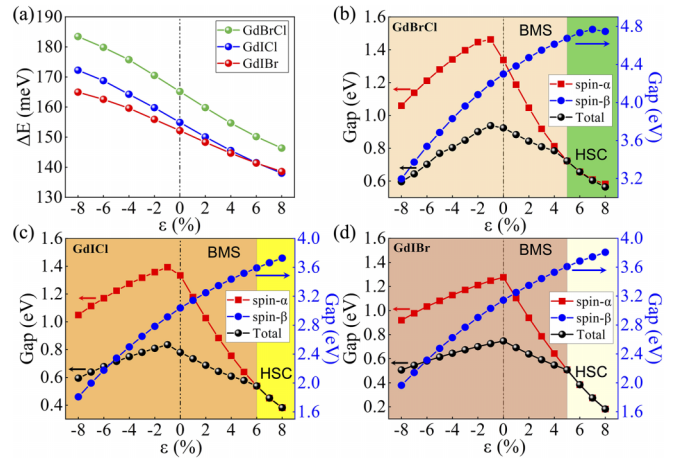 (a)
190
180
170
160
150
140
130
ΔE (meV)
GdBrCl
GdICl
GdIBr
-8 -6 -4 -2 0 2 4 6 8
ε (%)
(b)
GdBrCl
BMS
HSC
1.6
1.4
1.2
1.0
0.8
0.6
Gap (eV)
spin-α
spin-β
Total
4.8
4.4
4.0
3.6
3.2
Gap (eV)
-8 -6 -4 -2 0 2 4 6 8
ε (%)
(c)
GdICl
BMS
HSC
1.6
1.4
1.2
1.0
0.8
0.6
0.4
Gap (eV)
spin-α
spin-β
Total
4.0
3.6
3.2
2.8
2.4
2.0
1.6
Gap (eV)
-8 -6 -4 -2 0 2 4 6 8
ε (%)
(d)
GdIBr
BMS
HSC
1.6
1.4
1.2
1.0
0.8
0.6
0.4
0.2
Gap (eV)
spin-α
spin-β
Total
4.0
3.6
3.2
2.8
2.4
2.0
1.6
Gap (eV)
-8 -6 -4 -2 0 2 4 6 8
ε (%)